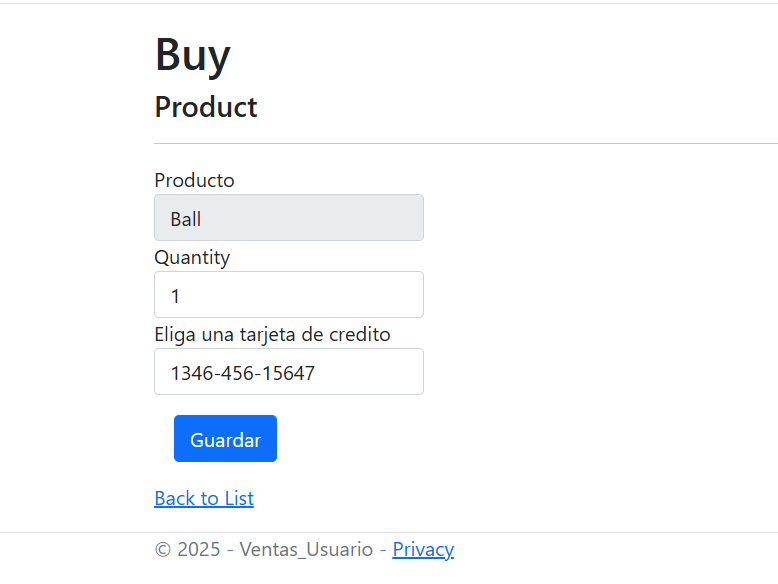 Buy
Product
Producto
Ball
Quantity
1
Eliga una tarjeta de credito
1346-456-15647
Guardar
Back to List
© 2025 - Ventas_Usuario - Privacy